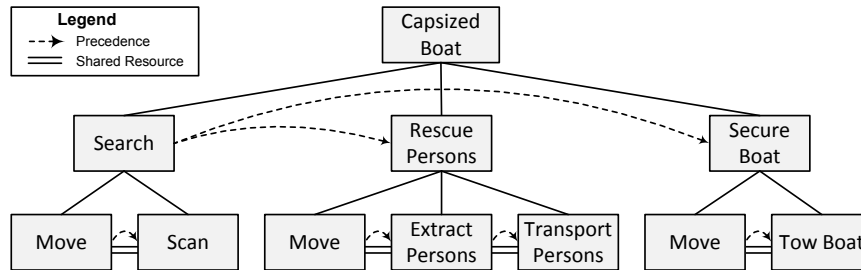 Legend
Precedence
Shared Resource
Capsized
Boat
Search
Rescue
Persons
Secure
Boat
Move
Scan
Move
Extract
Persons
Transport
Persons
Move
Tow Boat